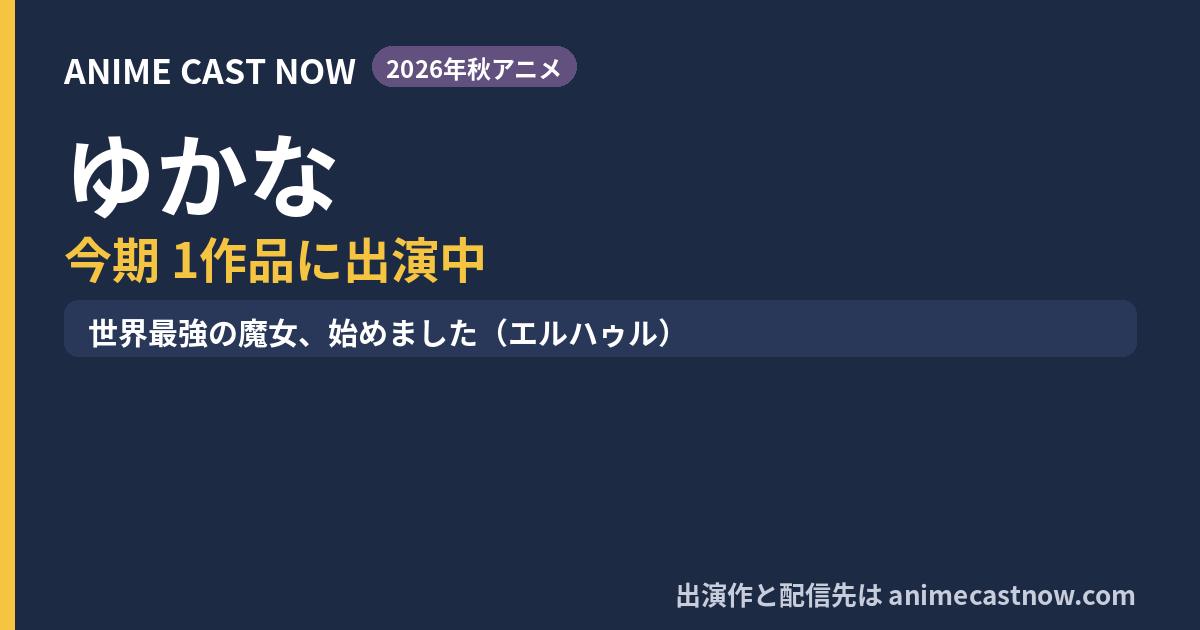 ANIME CAST NOW 2026年秋アニメ
ゆかな
今期 1作品に出演中
世界最強の魔女、始めました（エルハゥル）
出演作と配信先は animecastnow.com